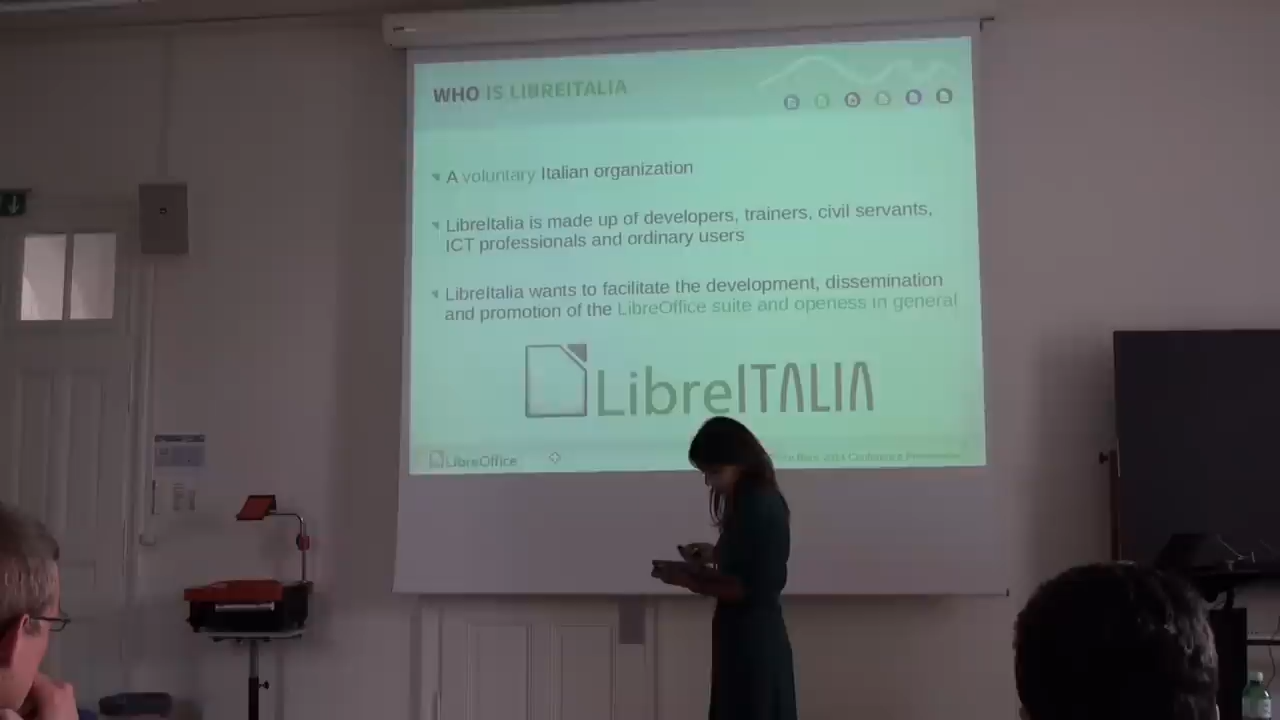 WHO IS LIBREITALIA
A voluntary Italian organization
LibreItalia is made up of developers, trainers, civil servants,
ICT professionals and ordinary users
LibreItalia wants to facilitate the development, dissemination
and promotion of the LibreOffice suite and openess in general
LibreITALIA
LibreOffice
Conference